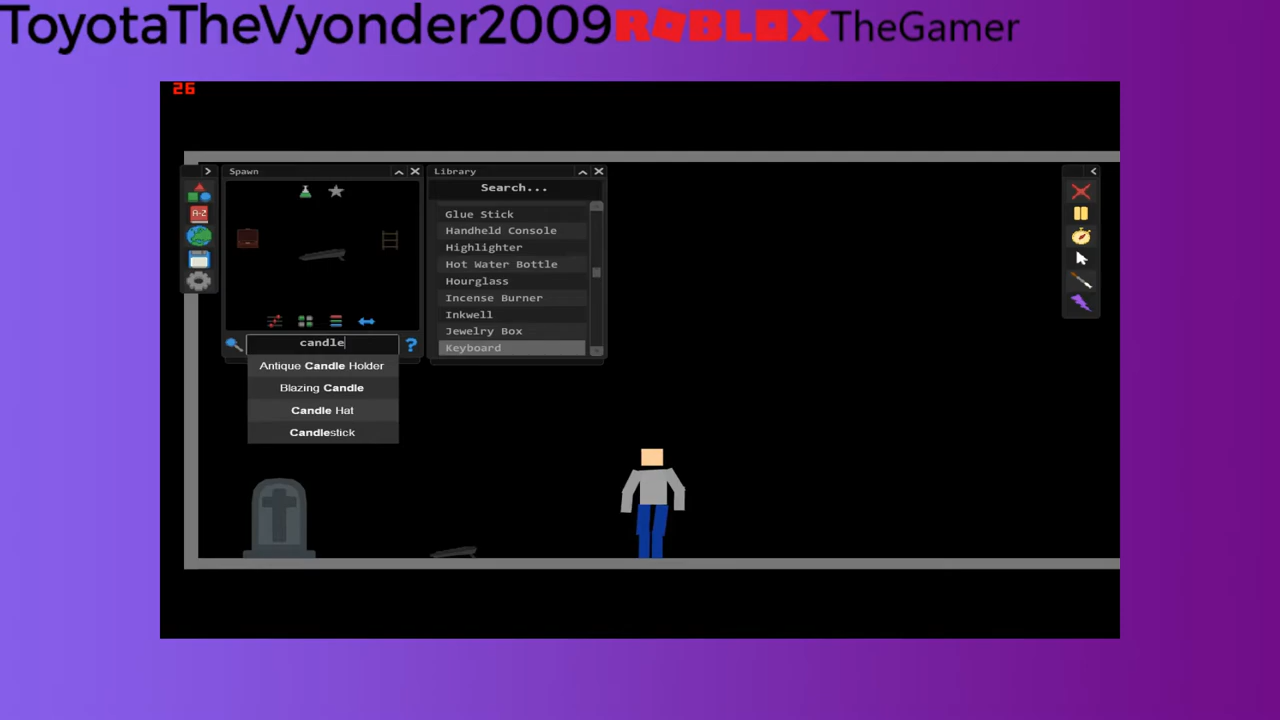 ToyotaTheVyonder2009ROBLOXTheGamer
26
Spawn
Library
Search...
A-Z
Glue Stick
Handheld Console
Highlighter
Hot Water Bottle
Hourglass
Incense Burner
Inkwell
Jewelry Box
Keyboard
candle
?
Antique Candle Holder
Blazing Candle
Candle Hat
Candlestick